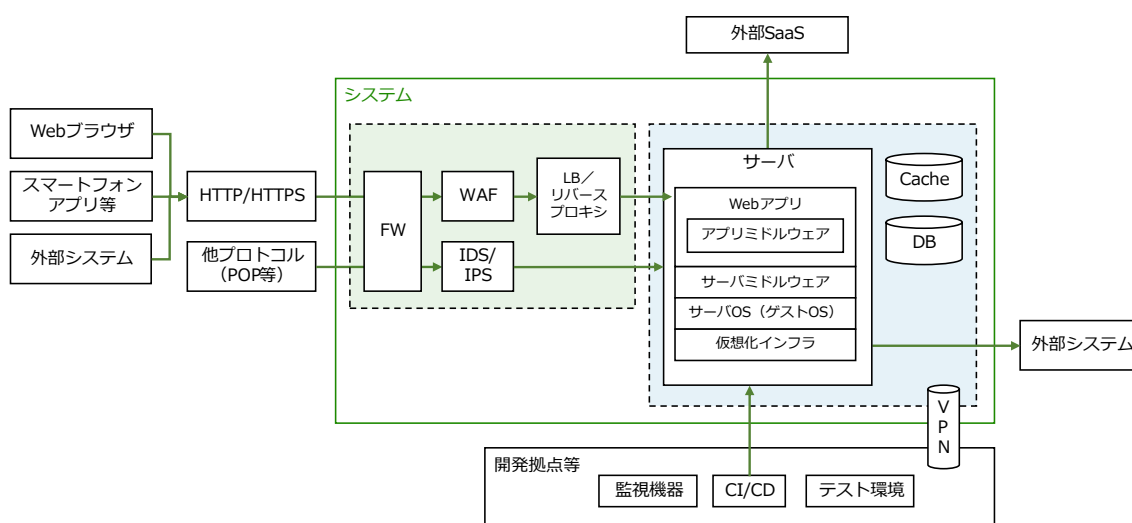 外部SaaS
システム
Webブラウザ
スマートフォン
アプリ等
外部システム
HTTP/HTTPS
他プロトコル
（POP等）
FW
WAF
IDS/
IPS
LB／
リバース
プロキシ
サーバ
Webアプリ
アプリミドルウェア
サーバミドルウェア
サーバOS（ゲストOS）
仮想化インフラ
Cache
DB
外部システム
V
P
N
開発拠点等
監視機器
CI/CD
テスト環境